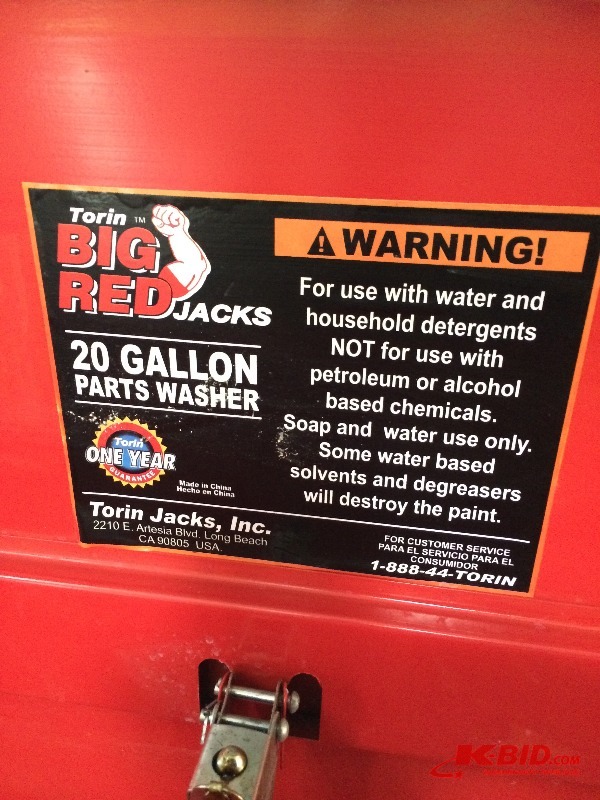 Torin ™
BIG
RED
JACKS
20 GALLON
PARTS WASHER
Torin
ONE YEAR
GUARANTEE
Made in China
Hecho en China
WARNING!
For use with water and
household detergents
NOT for use with
petroleum or alcohol
based chemicals.
Soap and water use only.
Some water based
solvents and degreasers
will destroy the paint.
Torin Jacks, Inc.
2210 E. Artesia Blvd. Long Beach
CA 90805 USA.
FOR CUSTOMER SERVICE
PARA EL SERVICIO PARA EL
CONSUMIDOR
1-888-44-TORIN
K-BID.COM